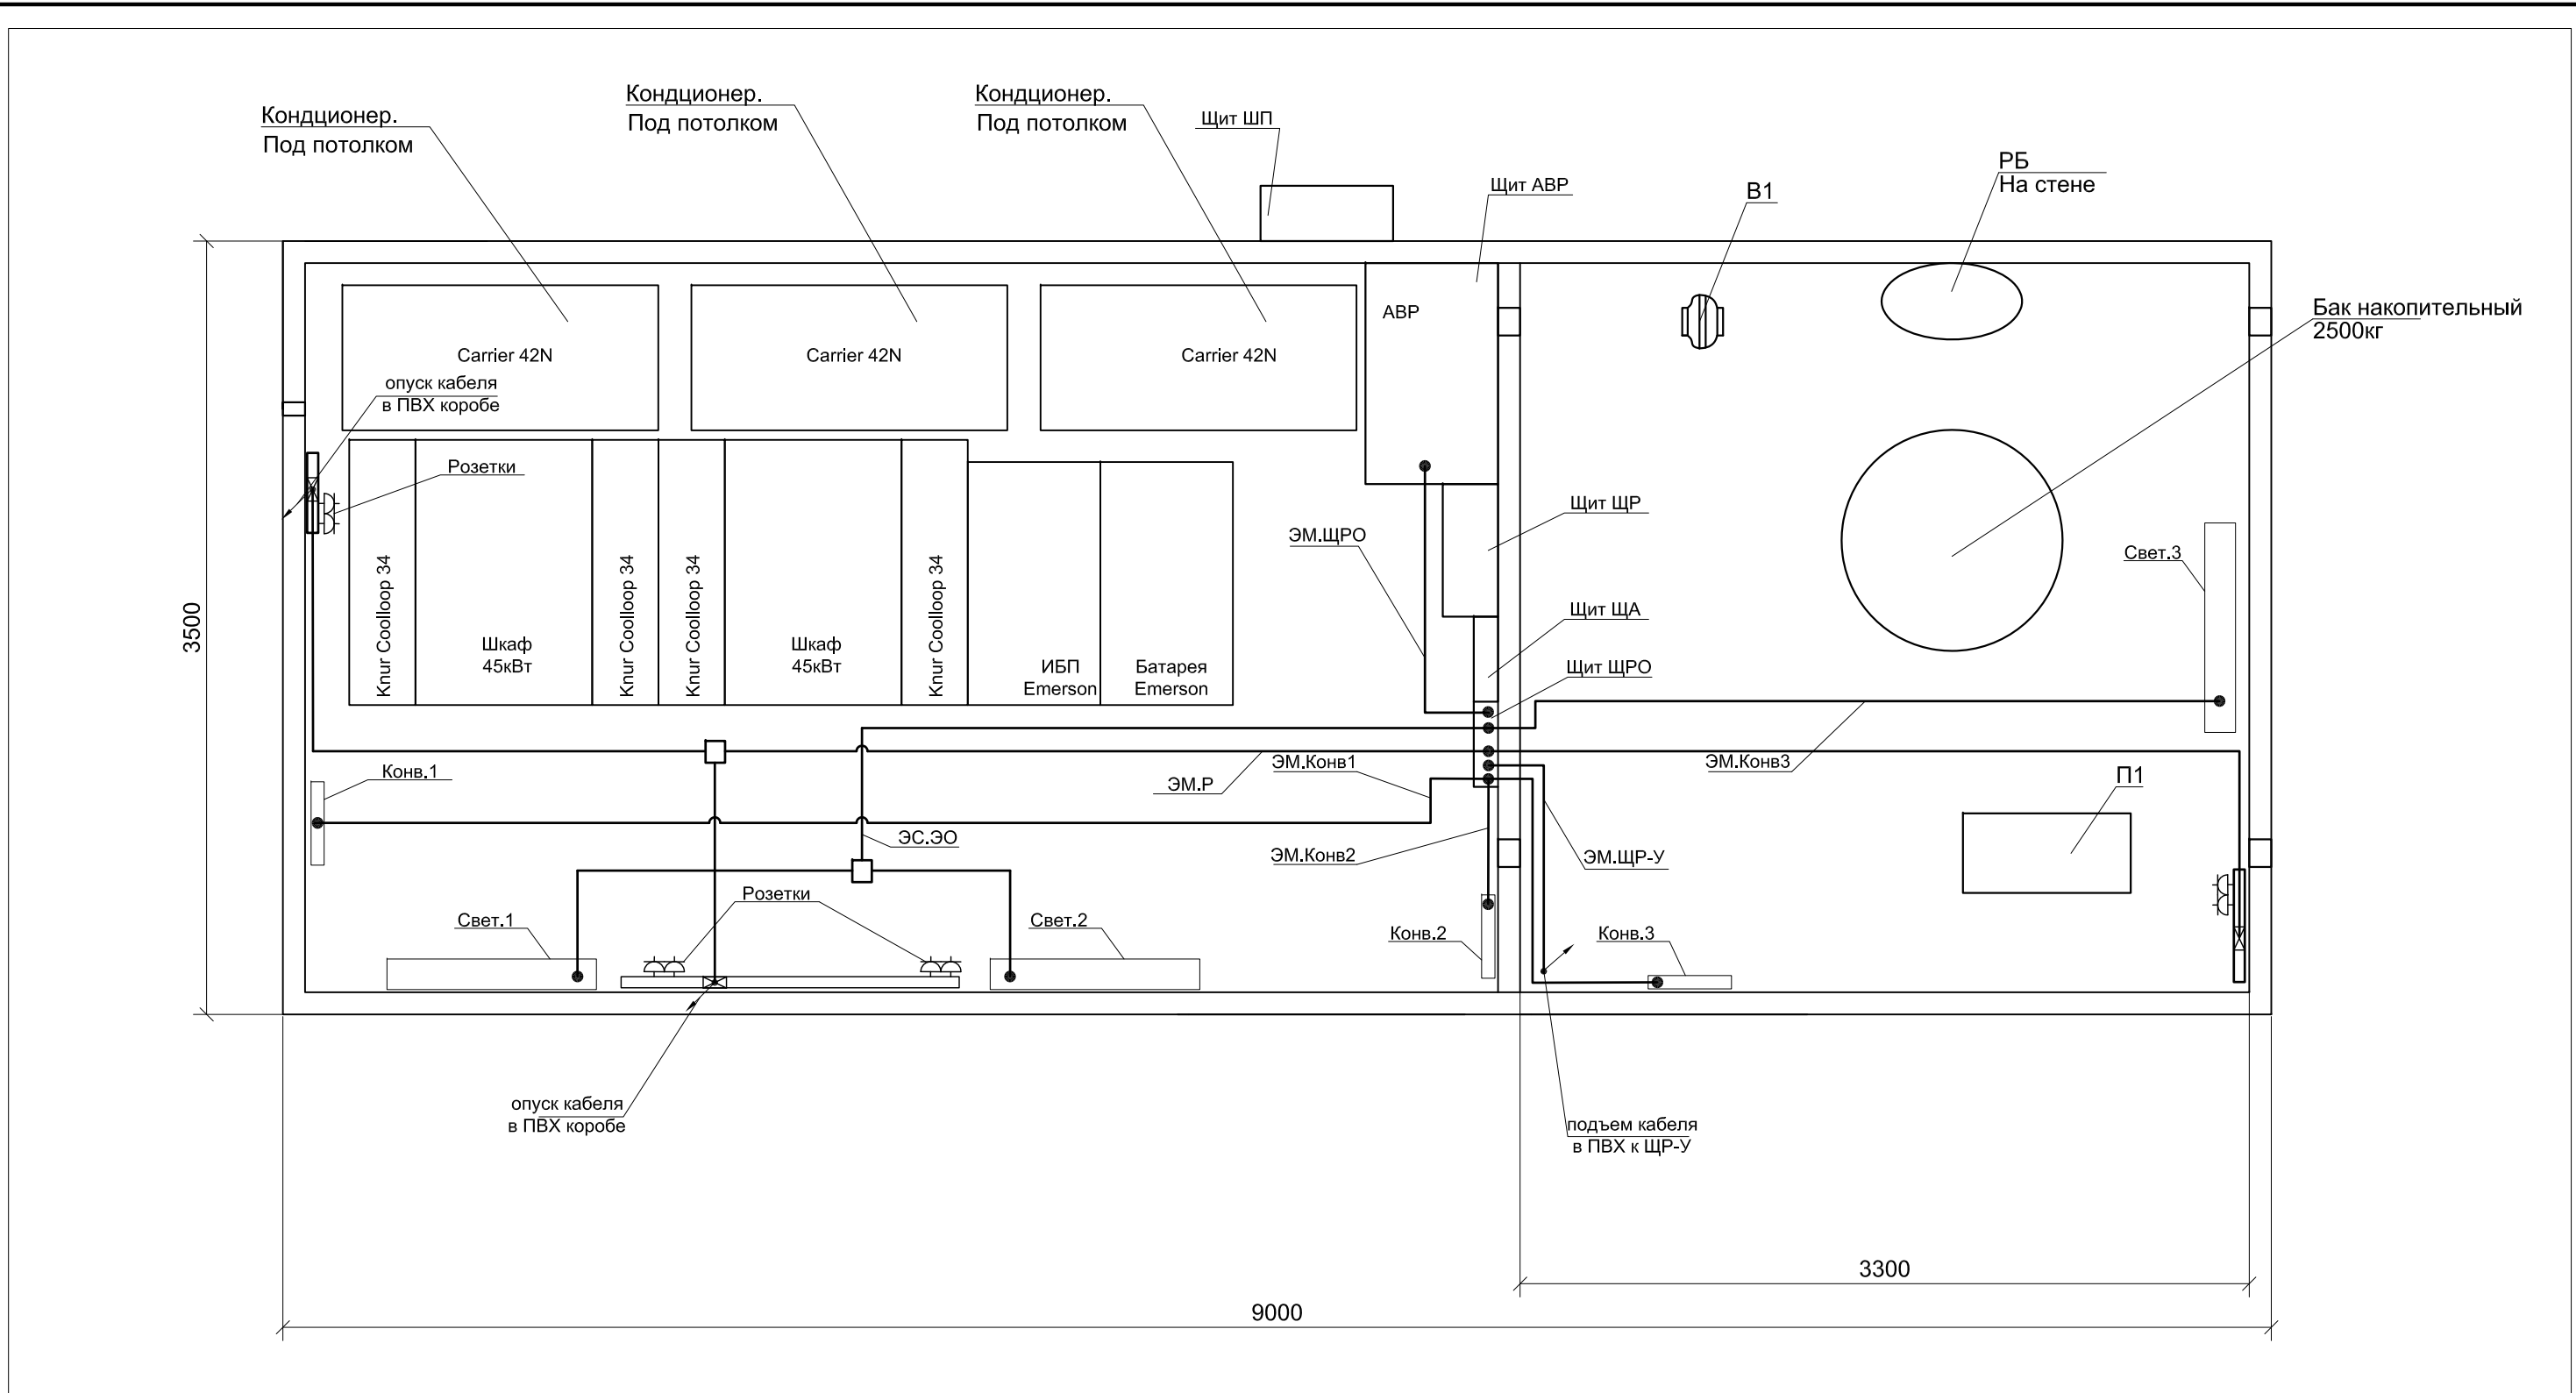 Кондционер.
Под потолком
Кондционер.
Под потолком
Кондционер.
Под потолком
Щит ШП
Щит АВР
В1
РБ
На стене
Бак накопительный
2500кг
АВР
Carrier 42N
Carrier 42N
Carrier 42N
опуск кабеля
в ПВХ коробе
Розетки
Knur Coolloop 34
Шкаф
45кВт
Knur Coolloop 34
Knur Coolloop 34
Шкаф
45кВт
Knur Coolloop 34
ИБП
Emerson
Батарея
Emerson
ЭМ.ЩРО
Щит ЩР
Щит ЩА
Щит ЩРО
Свет.3
3500
Конв.1
ЭМ.Р
ЭМ.Конв1
ЭМ.Конв3
П1
ЭС.ЭО
ЭМ.Конв2
ЭМ.ЩР-У
Свет.1
Розетки
Свет.2
Конв.2
Конв.3
опуск кабеля
в ПВХ коробе
подъем кабеля
в ПВХ к ЩР-У
3300
9000